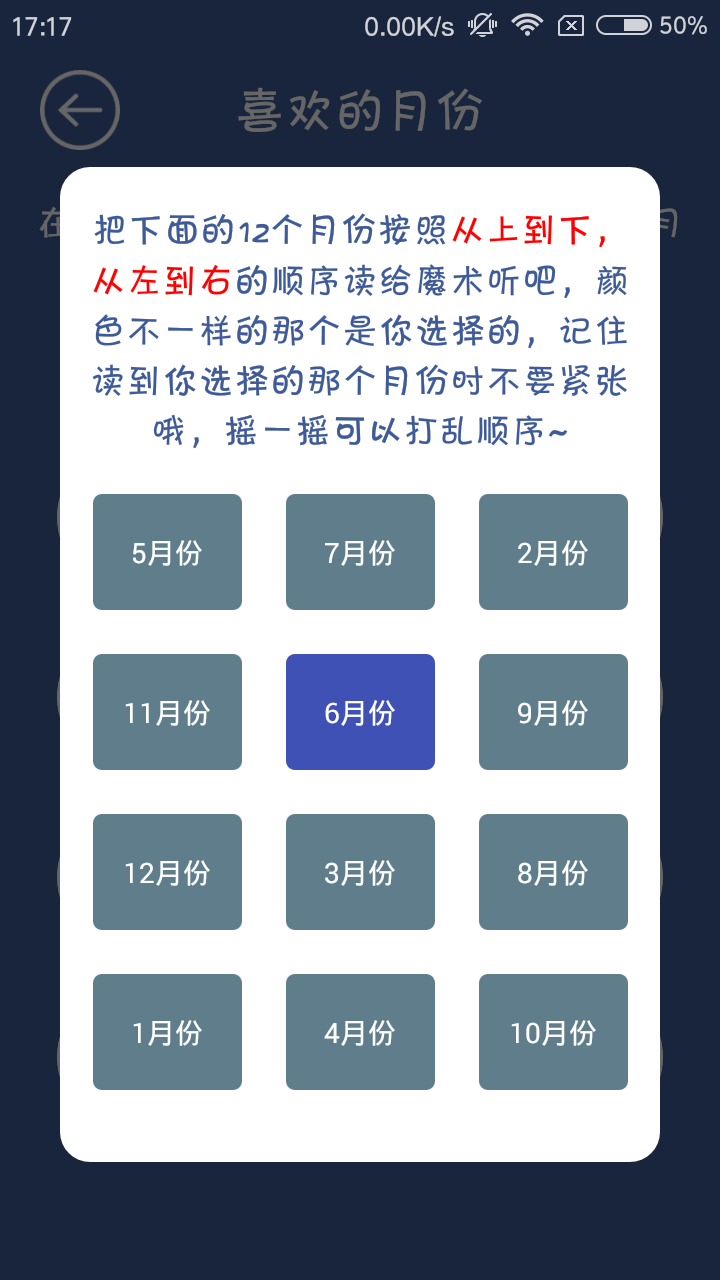 17:17 0.00K/s 50%
喜欢的月份
在 月
把下面的12个月份按照从上到下，
从左到右的顺序读给魔术听吧，颜
色不一样的那个是你选择的，记住
读到你选择的那个月份时不要紧张
哦，摇一摇可以打乱顺序~
5月份 7月份 2月份
11月份 6月份 9月份
12月份 3月份 8月份
1月份 4月份 10月份